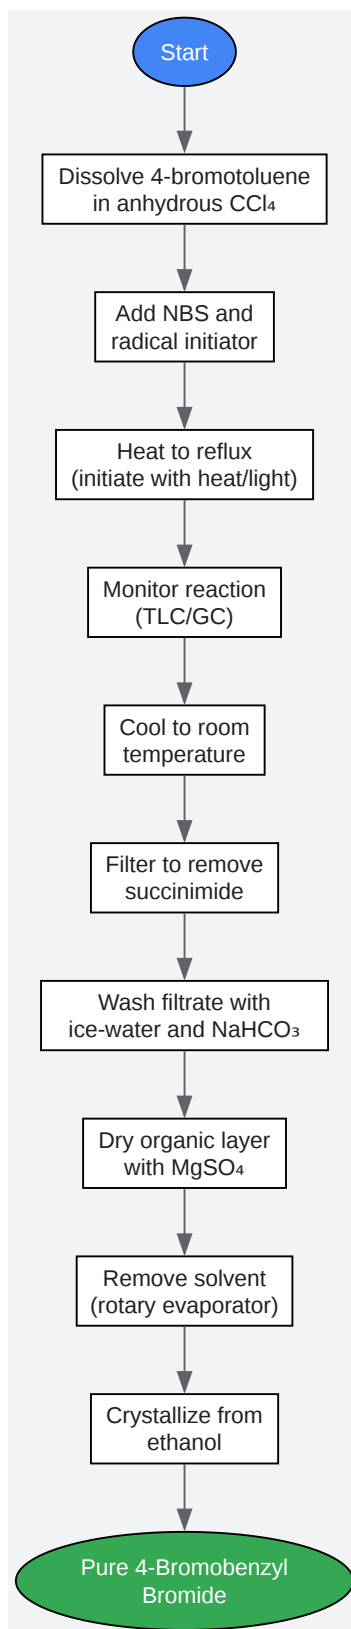 Start
Dissolve 4-bromotoluene
in anhydrous CCl₄
Add NBS and
radical initiator
Heat to reflux
(initiate with heat/light)
Monitor reaction
(TLC/GC)
Cool to room
temperature
Filter to remove
succinimide
Wash filtrate with
ice-water and NaHCO₃
Dry organic layer
with MgSO₄
Remove solvent
(rotary evaporator)
Crystallize from
ethanol
Pure 4-Bromobenzyl
Bromide